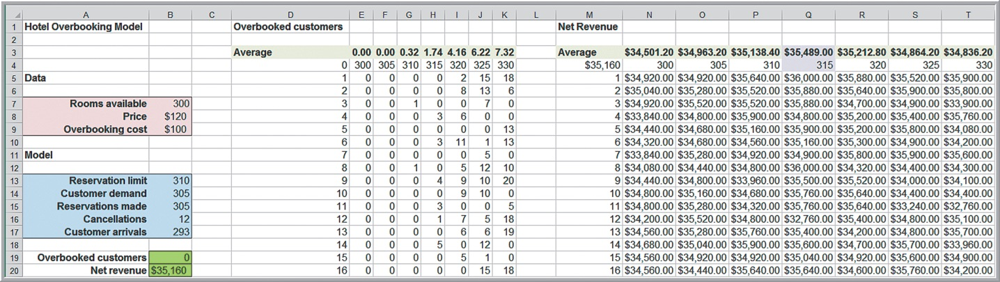 A B C D E F G H I J K L M N O P Q R S T
1 Hotel Overbooking Model Overbooked customers Net Revenue
2
3 Average 0.00 0.00 0.32 1.74 4.16 6.22 7.32 Average $34,501.20 $34,963.20 $35,138.40 $35,489.00 $35,212.80 $34,864.20 $34,836.20
4 0 300 305 310 315 320 325 330 $35,160 300 305 310 315 320 325 330
5 Data 1 0 0 0 0 2 15 18 1 $34,920.00 $34,920.00 $35,640.00 $36,000.00 $35,880.00 $35,520.00 $35,900.00
6 2 0 0 0 0 8 13 6 2 $35,040.00 $35,280.00 $35,520.00 $35,880.00 $35,640.00 $35,900.00 $35,800.00
7 Rooms available 300 3 0 0 1 0 0 7 0 3 $34,920.00 $35,520.00 $35,520.00 $35,880.00 $34,700.00 $34,900.00 $33,900.00
8 Price $120 4 0 0 0 3 6 0 0 4 $33,840.00 $34,800.00 $35,900.00 $34,800.00 $35,200.00 $35,400.00 $35,760.00
9 Overbooking cost $100 5 0 0 0 0 0 0 13 5 $34,440.00 $34,680.00 $35,160.00 $35,900.00 $35,200.00 $35,800.00 $34,080.00
10 6 0 0 0 3 11 1 13 6 $34,320.00 $34,680.00 $34,560.00 $35,160.00 $35,300.00 $34,900.00 $34,200.00
11 Model 7 0 0 0 0 0 5 0 7 $33,840.00 $35,280.00 $34,920.00 $34,900.00 $35,800.00 $35,900.00 $35,600.00
12 8 0 0 1 0 5 12 10 8 $34,080.00 $34,440.00 $34,800.00 $36,000.00 $34,320.00 $34,400.00 $34,300.00
13 Reservation limit 310 9 0 0 0 4 9 10 20 9 $34,440.00 $34,800.00 $33,960.00 $35,500.00 $35,520.00 $34,000.00 $34,100.00
14 Customer demand 305 10 0 0 0 0 9 10 0 10 $34,800.00 $35,160.00 $34,680.00 $35,760.00 $35,640.00 $34,400.00 $34,400.00
15 Reservations made 305 11 0 0 0 3 0 0 5 11 $34,800.00 $35,280.00 $34,320.00 $35,760.00 $35,640.00 $33,240.00 $32,760.00
16 Cancellations 12 12 0 0 0 1 7 5 18 12 $34,200.00 $35,520.00 $34,800.00 $32,760.00 $35,400.00 $34,800.00 $35,100.00
17 Customer arrivals 293 13 0 0 0 0 6 6 19 13 $34,560.00 $35,280.00 $35,760.00 $35,400.00 $34,200.00 $34,800.00 $35,700.00
18 14 0 0 0 5 0 12 0 14 $34,680.00 $35,040.00 $35,900.00 $35,600.00 $34,700.00 $35,700.00 $33,960.00
19 Overbooked customers 0 15 0 0 0 0 5 1 0 15 $34,560.00 $34,920.00 $34,920.00 $35,040.00 $34,920.00 $35,600.00 $34,900.00
20 Net revenue $35,160 16 0 0 0 0 0 15 18 16 $34,560.00 $34,440.00 $35,640.00 $35,640.00 $34,600.00 $35,760.00 $34,200.00